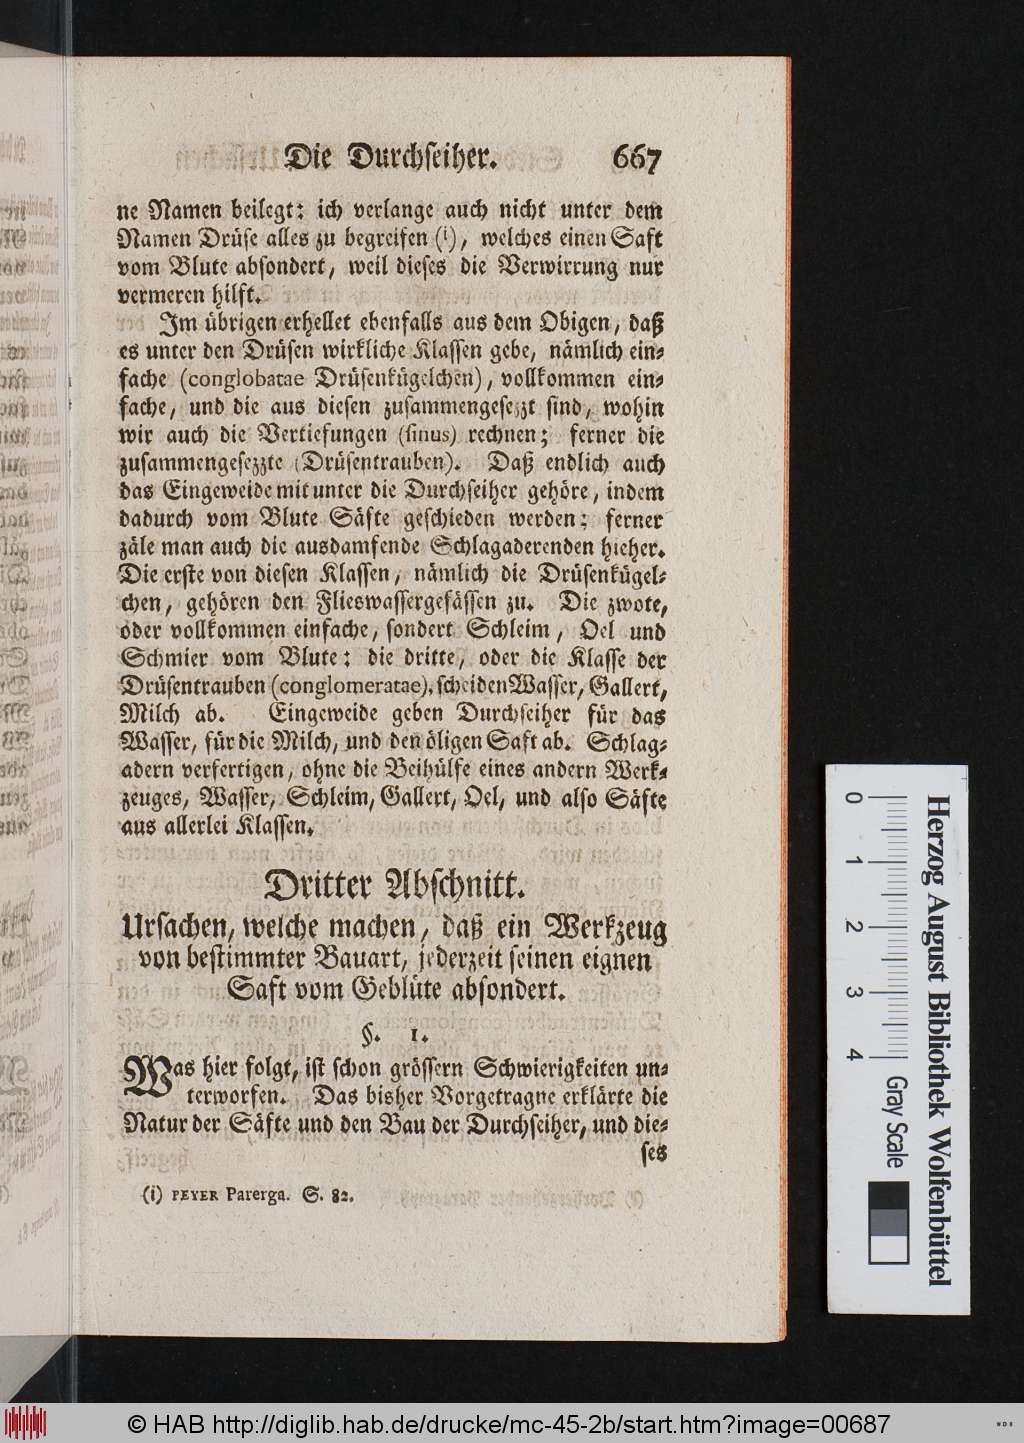 Die Durchseiher. 667
ne Namen beilegt: ich verlange auch nicht unter dem
Namen Drüse alles zu begreifen (i), welches einen Saft
vom Blute absondert, weil dieses die Verwirrung nur
vermeren hilft.
Im übrigen erhellet ebenfalls aus dem Obigen, daß
es unter den Drüsen wirkliche Klassen gebe, nämlich ein-
fache (conglobatae Drüsenkügelchen), vollkommen ein-
fache, und die aus diesen zusammengesezzt sind, wohin
wir auch die Vertiefungen (sinus) rechnen; ferner die
zusammengesezzte (Drüsentrauben). Daß endlich auch
das Eingeweide mit unter die Durchseiher gehöre, indem
dadurch vom Blute Säfte geschieden werden; ferner
zäle man auch die ausdamfende Schlagaderenden hieher.
Die erste von diesen Klassen, nämlich die Drüsenkügel-
chen, gehören den Flieswassergefässen zu. Die zwote,
oder vollkommen einfache, sondert Schleim, Oel und
Schmier vom Blute: die dritte, oder die Klasse der
Drüsentrauben (conglomeratae), scheiden Wasser, Gallert,
Milch ab. Eingeweide geben Durchseiher für das
Wasser, für die Milch, und den öligen Saft ab. Schlag-
adern verfertigen, ohne die Beihülfe eines andern Werk-
zeuges, Wasser, Schleim, Gallert, Oel, und also Säfte
aus allerlei Klassen.
Dritter Abschnitt.
Ursachen, welche machen, daß ein Werkzeug
von bestimmter Bauart, jederzeit seinen eignen
Saft vom Geblüte absondert.
§. 1.
Was hier folgt, ist schon grössern Schwierigkeiten un-
terworfen. Das bisher Vorgetragne erklärte die
Natur der Säfte und den Bau der Durchseiher, und die-
ses
(i) PEYER Parerga. S. 82.
0 1 2 3 4 Gray Scale
Herzog August Bibliothek Wolfenbüttel
© HAB http://diglib.hab.de/drucke/mc-45-2b/start.htm?image=00687